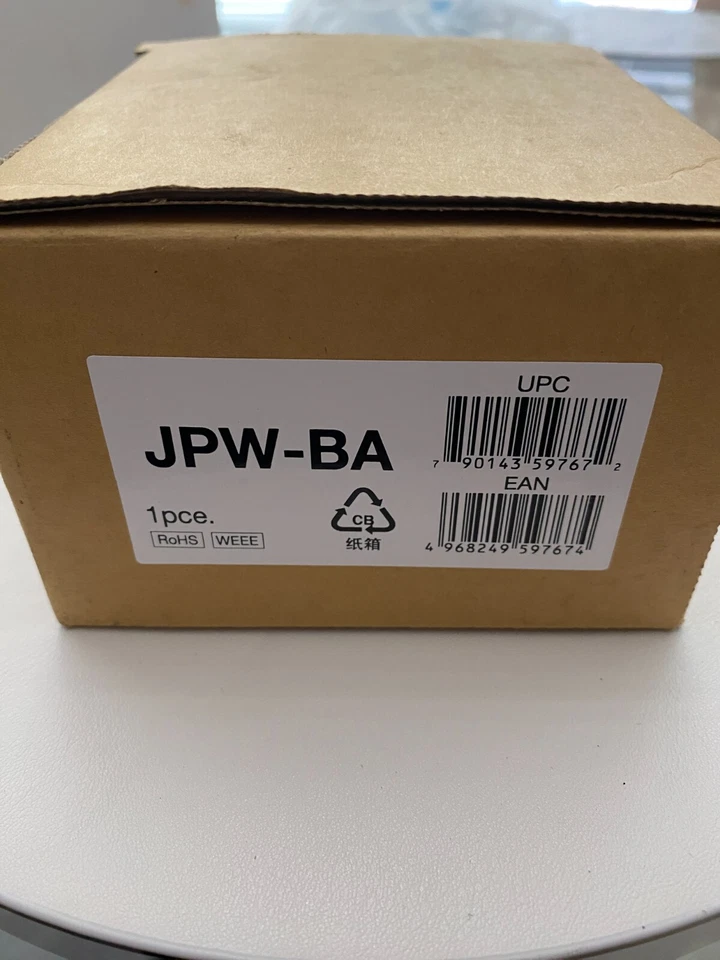 JPW-BA
1pce.
RoHS WEEE
CB
纸箱
UPC
7 90143 59767 2
EAN
4 968249 597674